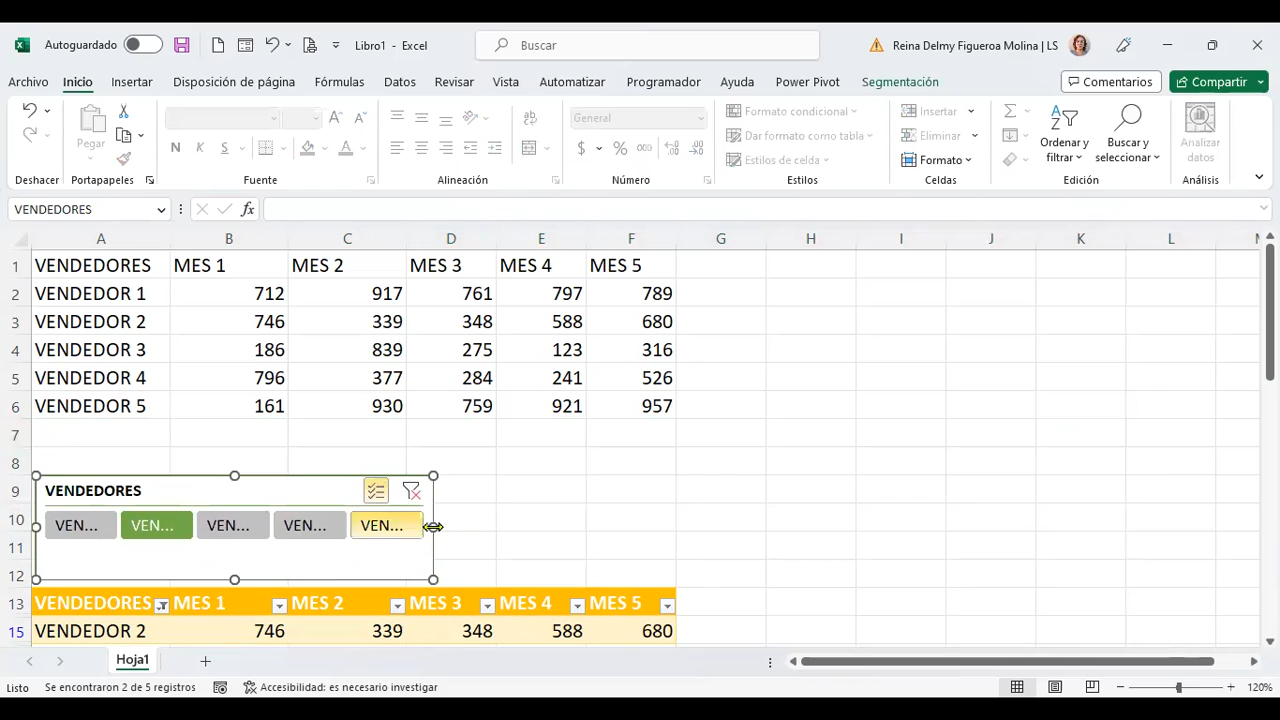 Autoguardado Libro1 - Excel Buscar Reina Delmy Figueroa Molina | LS
Archivo Inicio Insertar Disposición de página Fórmulas Datos Revisar Vista Automatizar Programador Ayuda Power Pivot Segmentación Comentarios Compartir
Pegar General Formato condicional Insertar
N K S Dar formato como tabla Eliminar Ordenar y filtrar Buscar y seleccionar Analizar datos
$ % 000 Estilos de celda Formato
Deshacer Portapapeles Fuente Alineación Número Estilos Celdas Edición Análisis
VENDEDORES fx
A B C D E F G H I J K L M
1 VENDEDORES MES 1 MES 2 MES 3 MES 4 MES 5
2 VENDEDOR 1 712 917 761 797 789
3 VENDEDOR 2 746 339 348 588 680
4 VENDEDOR 3 186 839 275 123 316
5 VENDEDOR 4 796 377 284 241 526
6 VENDEDOR 5 161 930 759 921 957
7
8
9 VENDEDORES
10 VEN... VEN... VEN... VEN... VEN...
11
12
13 VENDEDORES MES 1 MES 2 MES 3 MES 4 MES 5
15 VENDEDOR 2 746 339 348 588 680
Hoja1
Listo Se encontraron 2 de 5 registros Accesibilidad: es necesario investigar 120%